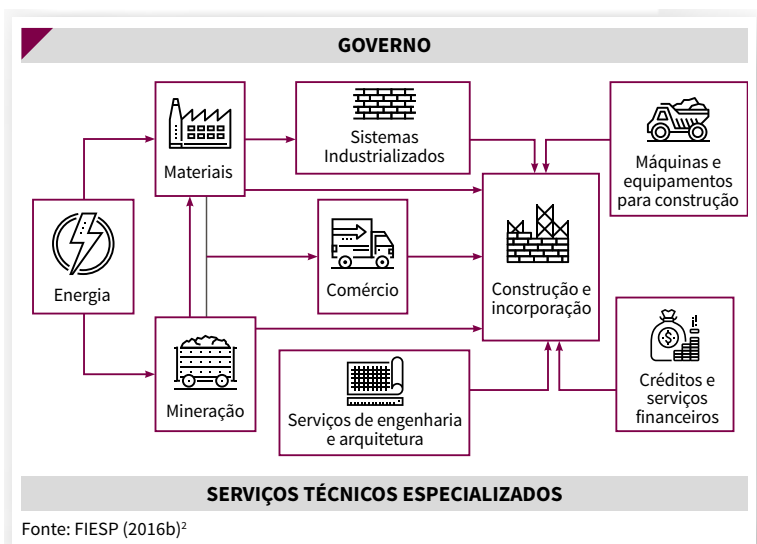 GOVERNO
Materiais
Sistemas
Industrializados
Máquinas e
equipamentos
para construção
Energia
Comércio
Construção e
incorporação
Mineração
Serviços de engenharia
e arquitetura
$
Créditos e
serviços
financeiros
SERVIÇOS TÉCNICOS ESPECIALIZADOS
Fonte: FIESP (2016b)²